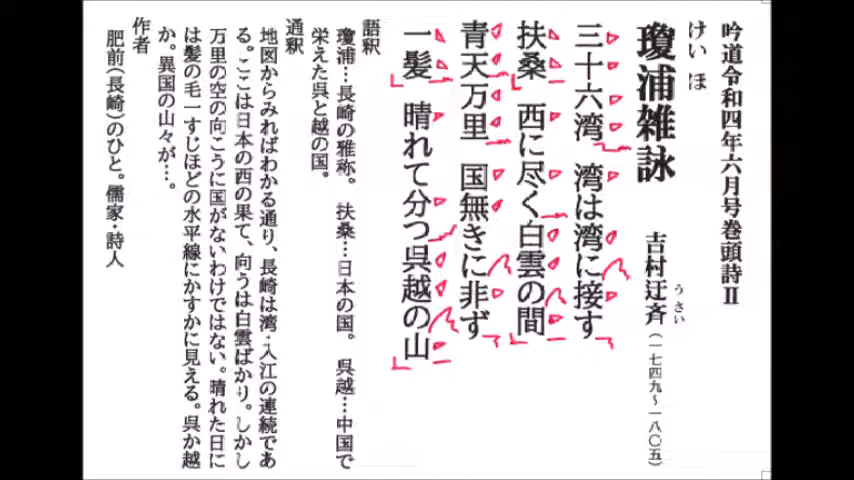 吟道令和四年六月号巻頭詩Ⅱ
けいほ
瓊浦雑詠
吉村迂斉(一七四九~一八〇五)
うさい
三十六湾 湾は湾に接す
扶桑 西に尽く白雲の間
青天万里 国無きに非ず
一髪 晴れて分つ呉越の山
語釈
瓊浦…長崎の雅称。 扶桑…日本の国。 呉越…中国で
栄えた呉と越の国。
通釈
地図からみればわかる通り、長崎は湾・入江の連続であ
る。ここは日本の西の果て、向うは白雲ばかり。しかし
万里の空の向こうに国がないわけではない。晴れた日に
は髪の毛一すじほどの水平線にかすかに見える。呉か越
か。異国の山々が…。
作者
肥前(長崎)のひと。儒家・詩人